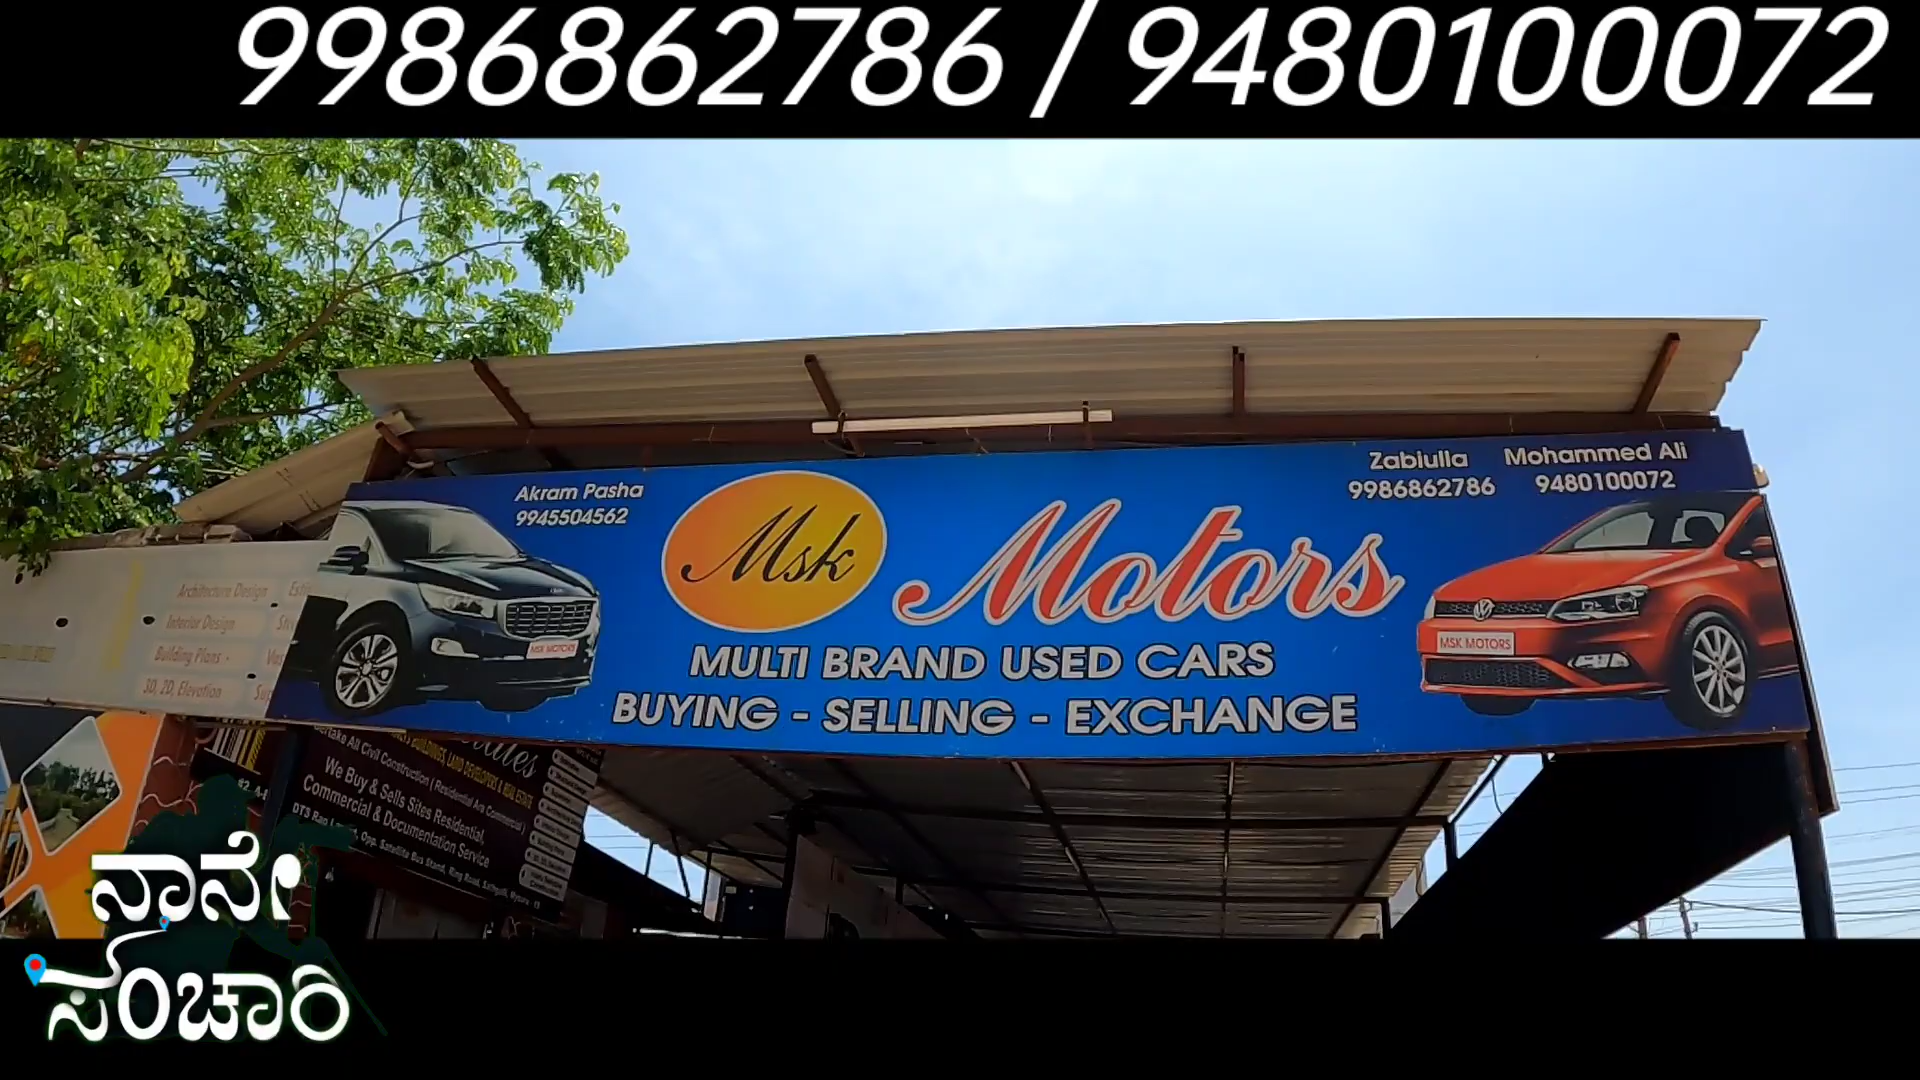 9986862786 / 9480100072
Akram Pasha
9945504562
Zabiulla
9986862786
Mohammed Ali
9480100072
Msk Motors
MULTI BRAND USED CARS
BUYING - SELLING - EXCHANGE
MSK MOTORS
MSK MOTORS
Architecture Design
Interior Design
Building Plans -
3D, 2D, Elevation
We Buy & Sells Sites Residential,
Commercial & Documentation Service
ನಾನೇ
ಸಂಚಾರಿ